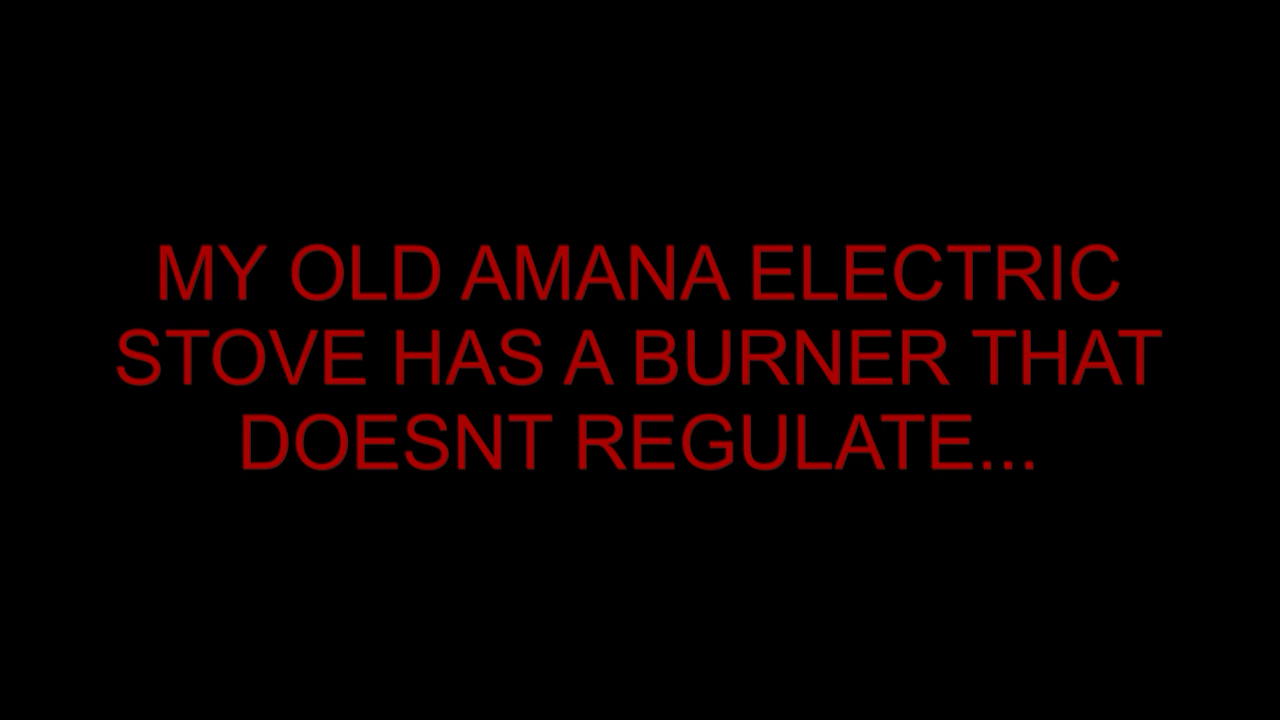 MY OLD AMANA ELECTRIC
STOVE HAS A BURNER THAT
DOESNT REGULATE...